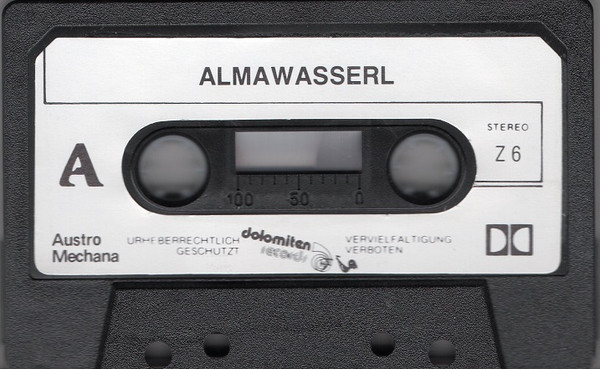 ALMAWASSERL
STEREO
Z 6
A
100 50 0
Austro
Mechana
URHEBERRECHTLICH
GESCHUTZT
dolomiten
records
VERVIELFALTIGUNG
VERBOTEN